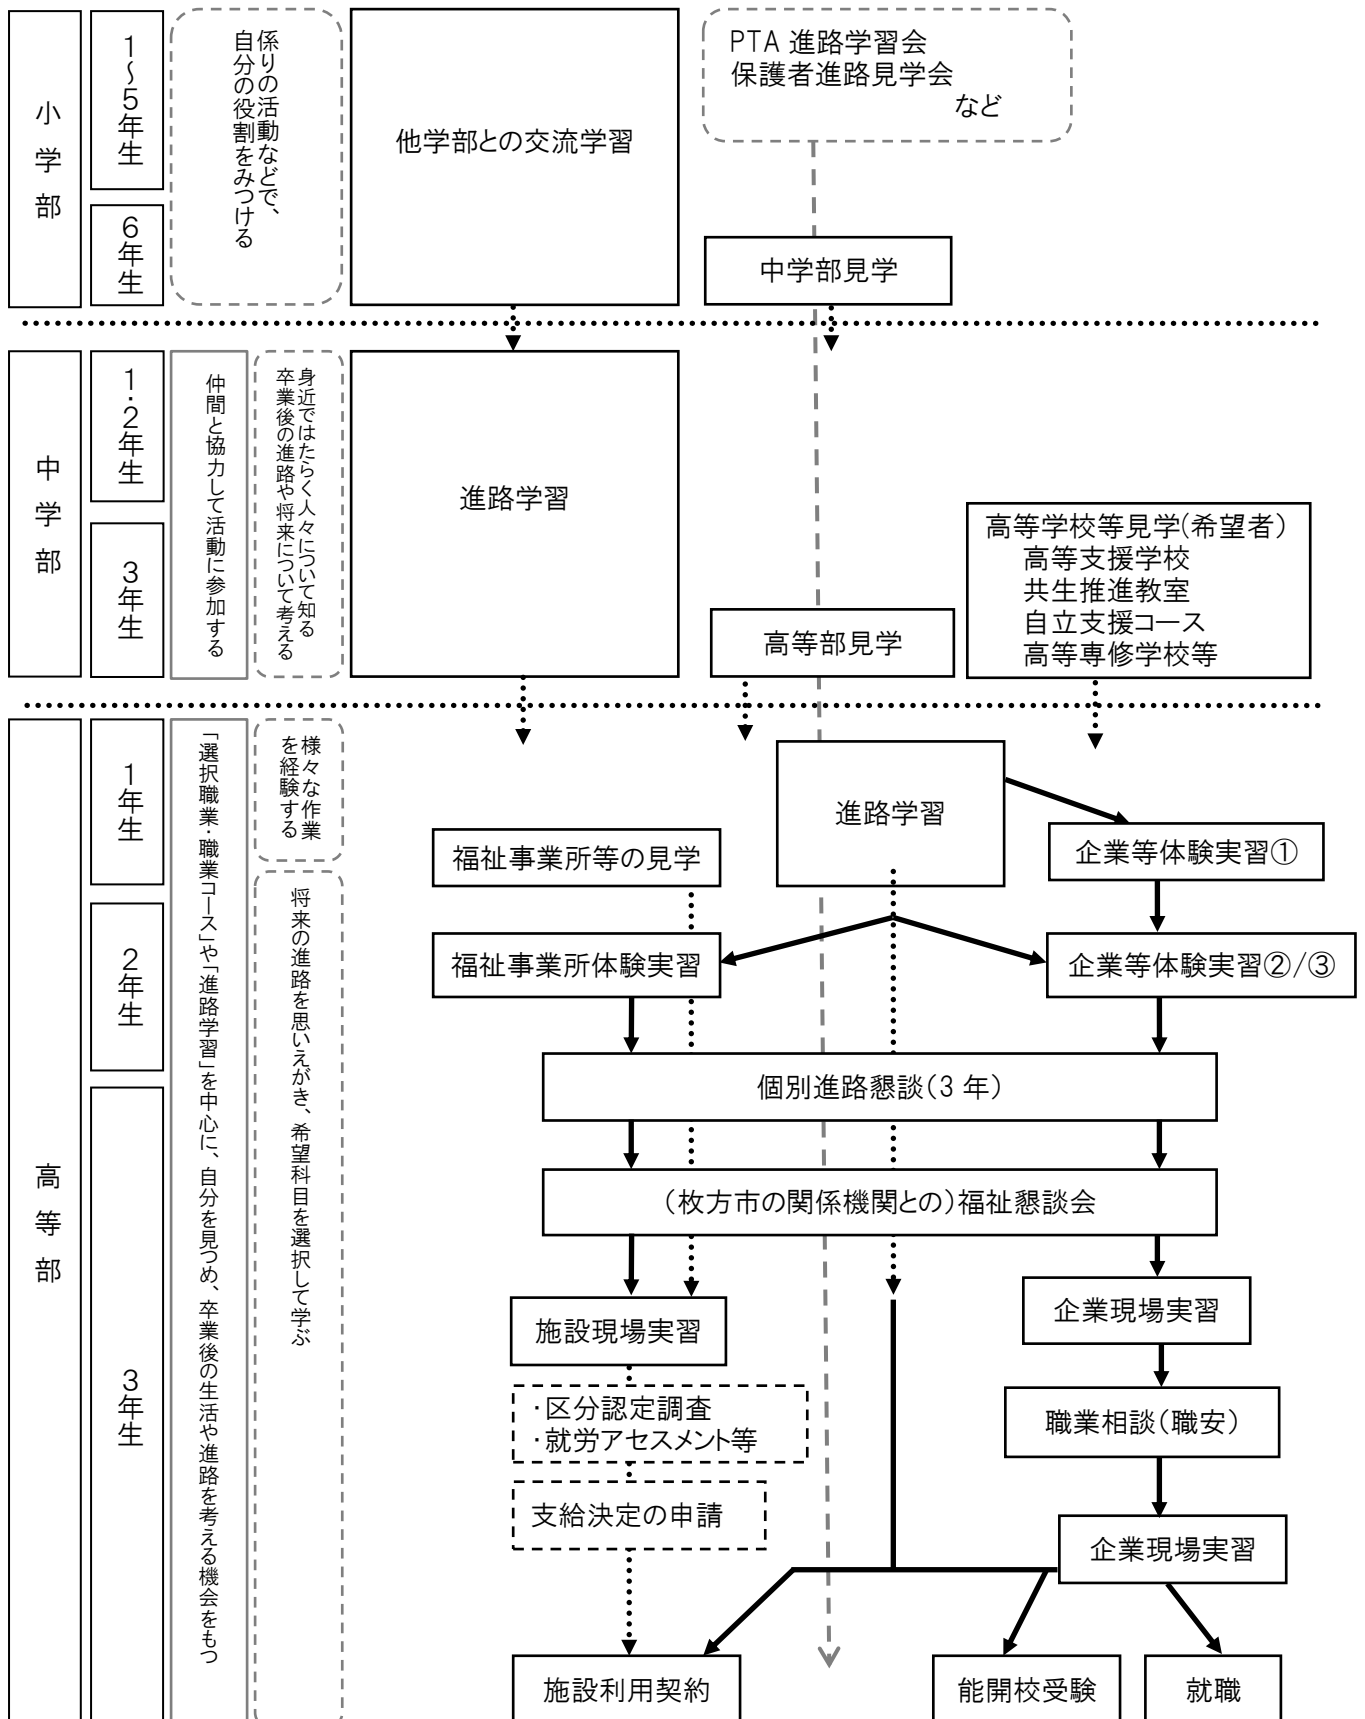 小学部
1～5年生
6年生
係りの活動などで、
自分の役割をみつける
他学部との交流学習
PTA 進路学習会
保護者進路見学会
など
中学部見学
中学部
1・2年生
3年生
仲間と協力して活動に参加する
身近ではたらく人々について知る
卒業後の進路や将来について考える
進路学習
高等部見学
高等学校等見学(希望者)
高等支援学校
共生推進教室
自立支援コース
高等専修学校等
高等部
1年生
2年生
3年生
「選択職業・職業コース」や「進路学習」を中心に、自分を見つめ、卒業後の生活や進路を考える機会をもつ
様々な作業
を経験する
将来の進路を思いえがき、希望科目を選択して学ぶ
進路学習
福祉事業所等の見学
企業等体験実習①
福祉事業所体験実習
企業等体験実習②/③
個別進路懇談(3 年)
(枚方市の関係機関との)福祉懇談会
施設現場実習
企業現場実習
・区分認定調査
・就労アセスメント等
職業相談(職安)
支給決定の申請
企業現場実習
施設利用契約
能開校受験
就職